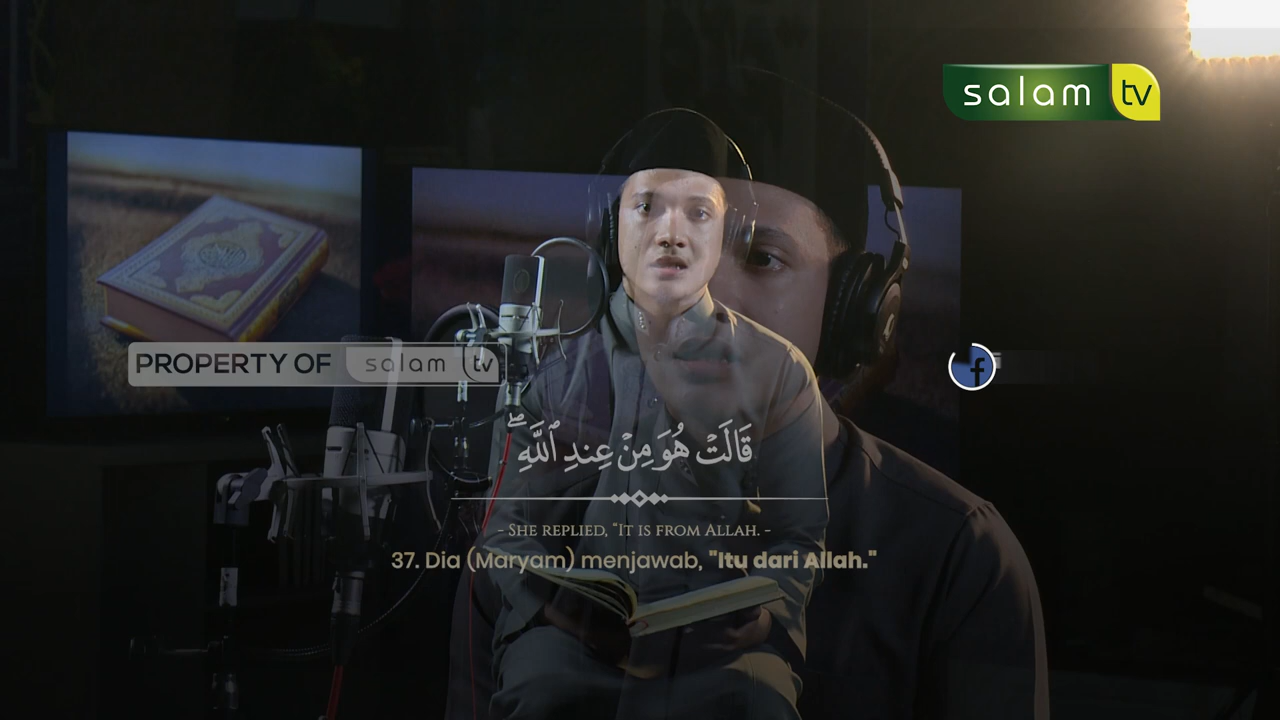 salam tv
PROPERTY OF salam tv
f
قَالَتْ هُوَ مِنْ عِندِ ٱللَّهِ ۖ
- SHE REPLIED, “IT IS FROM ALLAH. -
37. Dia (Maryam) menjawab, "Itu dari Allah."